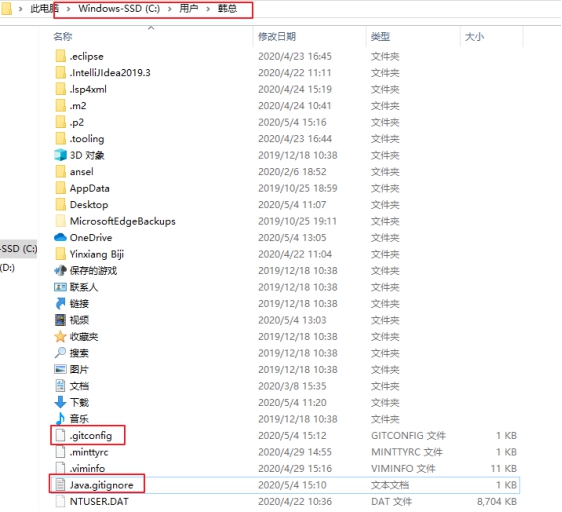 此电脑 > Windows-SSD (C:) > 用户 > 韩总
名称 修改日期 类型 大小
.eclipse 2020/4/23 16:45 文件夹
.IntelliJIdea2019.3 2020/4/22 11:11 文件夹
.lsp4xml 2020/4/24 15:19 文件夹
.m2 2020/4/24 10:41 文件夹
.p2 2020/5/4 15:16 文件夹
.tooling 2020/4/23 16:44 文件夹
3D 对象 2019/12/18 10:38 文件夹
ansel 2020/2/6 18:52 文件夹
AppData 2019/10/25 18:59 文件夹
Desktop 2020/5/4 11:07 文件夹
MicrosoftEdgeBackups 2019/10/25 19:11 文件夹
OneDrive 2020/5/4 13:05 文件夹
-SSD (C:) Yinxiang Biji 2020/4/22 11:04 文件夹
(D:) 保存的游戏 2019/12/18 10:38 文件夹
联系人 2019/12/18 10:38 文件夹
链接 2019/12/18 10:38 文件夹
视频 2020/5/4 13:03 文件夹
收藏夹 2019/12/18 10:38 文件夹
搜索 2019/12/18 10:38 文件夹
图片 2019/12/18 10:38 文件夹
文档 2020/3/8 15:35 文件夹
下载 2020/5/4 11:20 文件夹
音乐 2019/12/18 10:38 文件夹
.gitconfig 2020/5/4 15:12 GITCONFIG 文件 1 KB
.minttyrc 2020/4/29 14:55 MINTTYRC 文件 1 KB
.viminfo 2020/4/29 15:16 VIMINFO 文件 11 KB
Java.gitignore 2020/5/4 15:10 文本文档 1 KB
NTUSER.DAT 2020/4/22 10:36 DAT 文件 8,704 KB